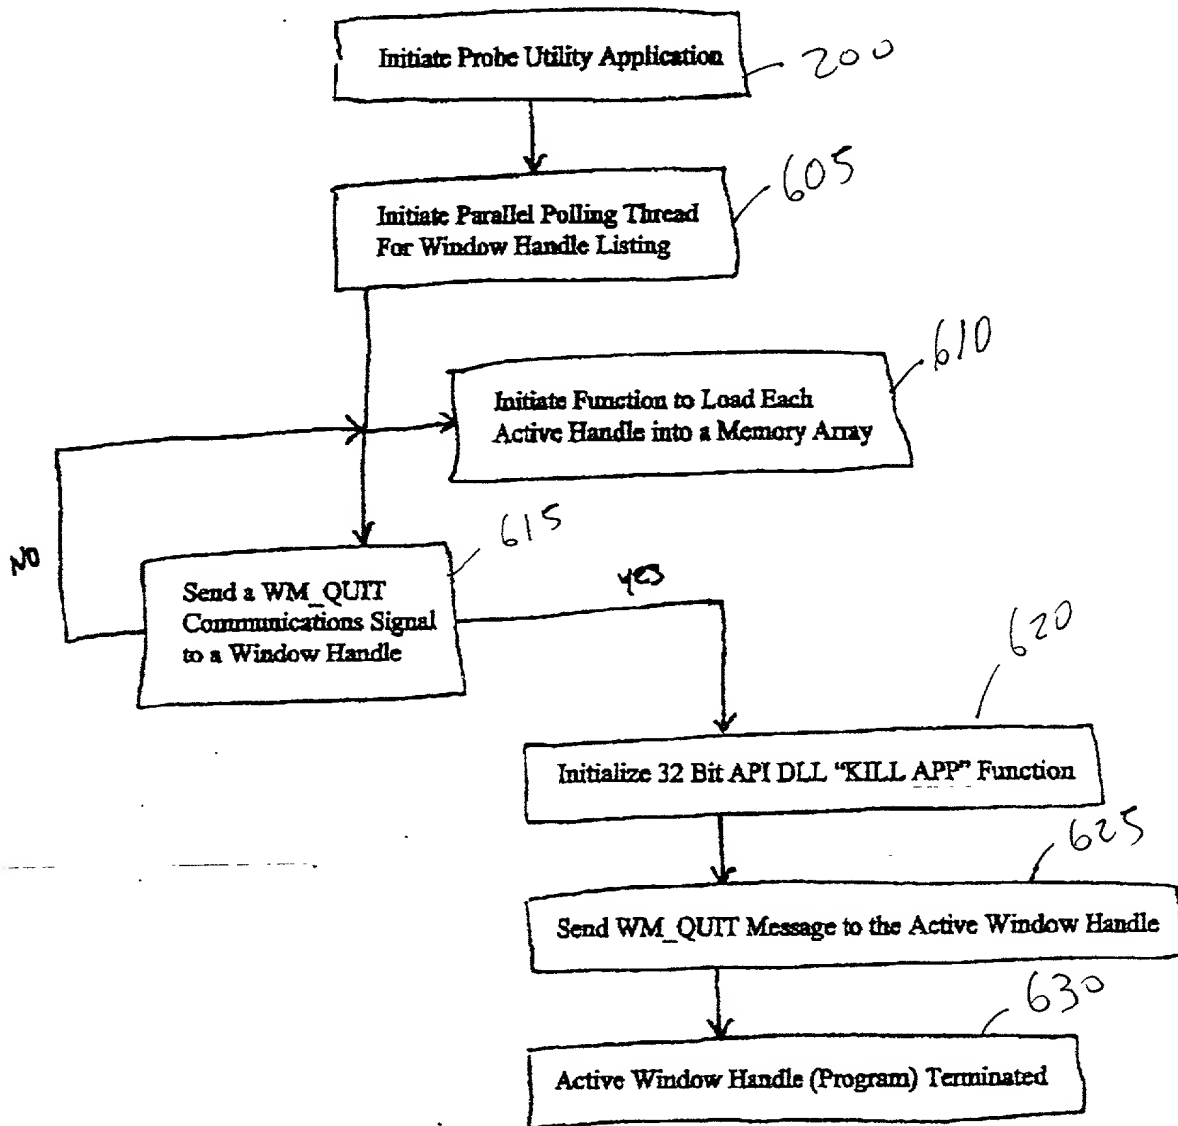 Initiate Probe Utility Application
200
Initiate Parallel Polling Thread
For Window Handle Listing
605
Initiate Function to Load Each
Active Handle into a Memory Array
610
NO
Send a WM_QUIT
Communications Signal
to a Window Handle
615
yes
620
Initialize 32 Bit API DLL "KILL APP" Function
625
Send WM_QUIT Message to the Active Window Handle
630
Active Window Handle (Program) Terminated